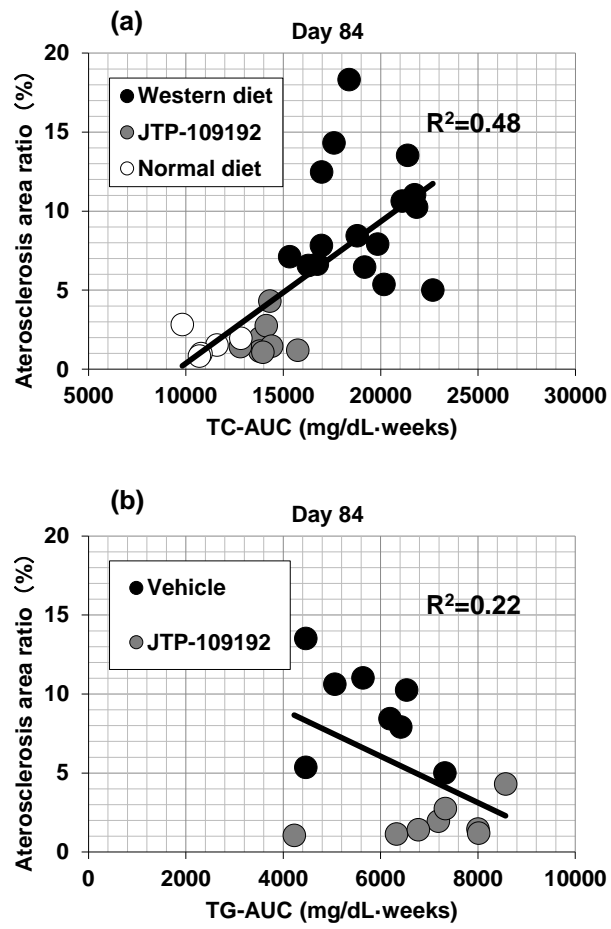 (a)
Day 84
Aterosclerosis area ratio (%)
20
15
10
5
0
Western diet
JTP-109192
Normal diet
R²=0.48
5000 10000 15000 20000 25000 30000
TC-AUC (mg/dL·weeks)
(b)
Day 84
Aterosclerosis area ratio (%)
20
15
10
5
0
Vehicle
JTP-109192
R²=0.22
0 2000 4000 6000 8000 10000
TG-AUC (mg/dL·weeks)